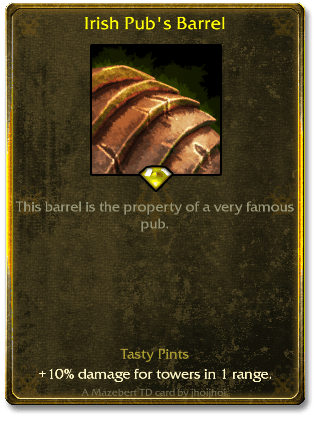 Irish Pub's Barrel
This barrel is the property of a very famous
pub.
Tasty Pints
+10% damage for towers in 1 range.
A Mazebert TD card by jhoijhoi